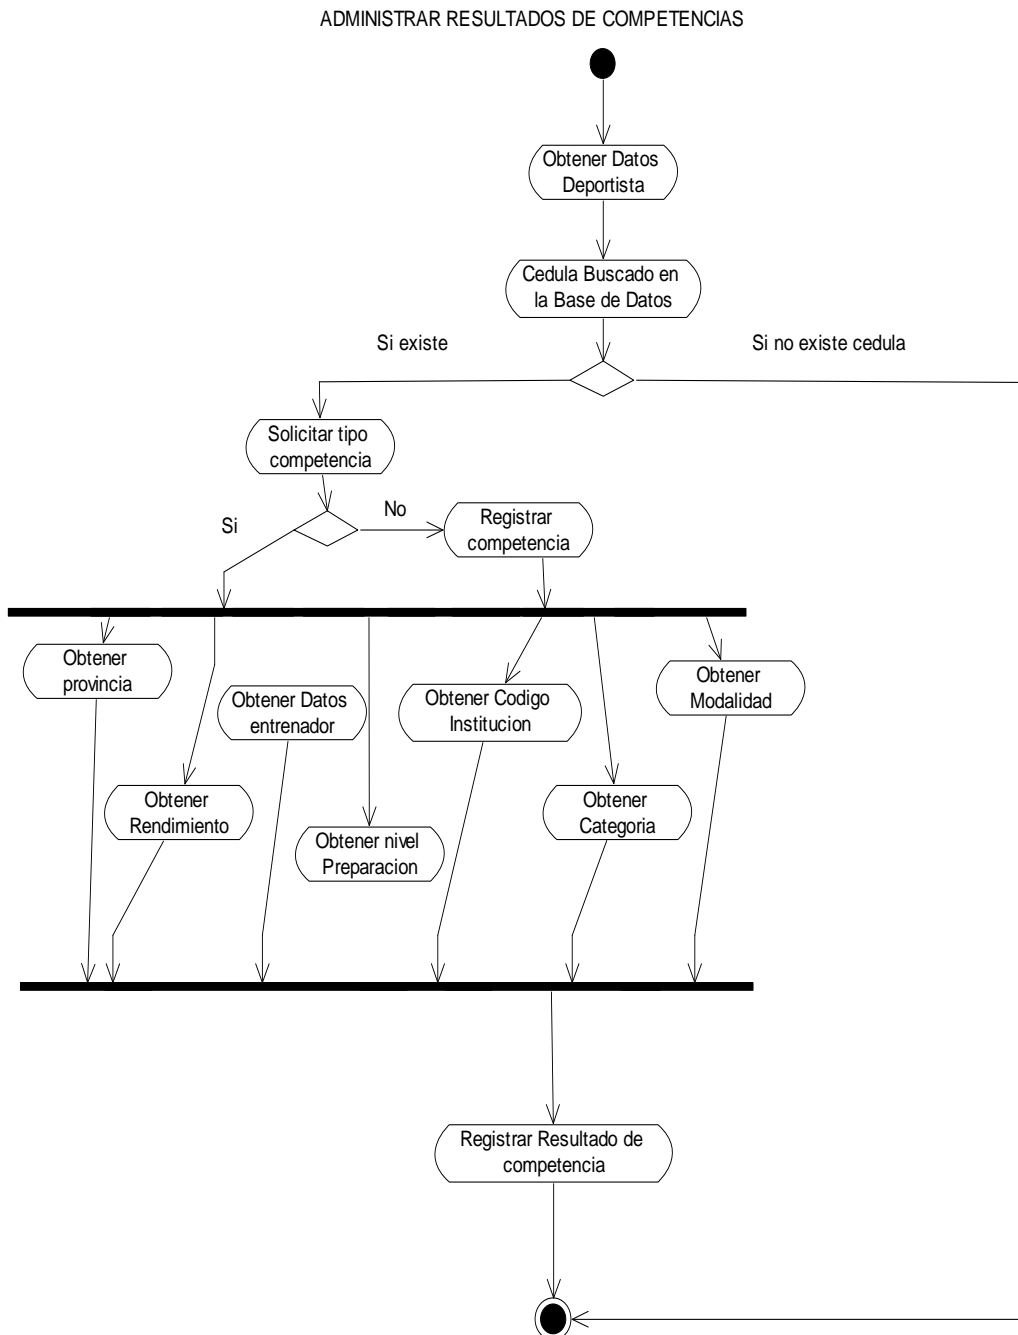 ADMINISTRAR RESULTADOS DE COMPETENCIAS
Obtener Datos
Deportista
Cedula Buscado en
la Base de Datos
Si existe
Si no existe cedula
Solicitar tipo
competencia
Si
No
Registrar
competencia
Obtener
provincia
Obtener Datos
entrenador
Obtener Codigo
Institucion
Obtener
Modalidad
Obtener
Rendimiento
Obtener nivel
Preparacion
Obtener
Categoria
Registrar Resultado de
competencia